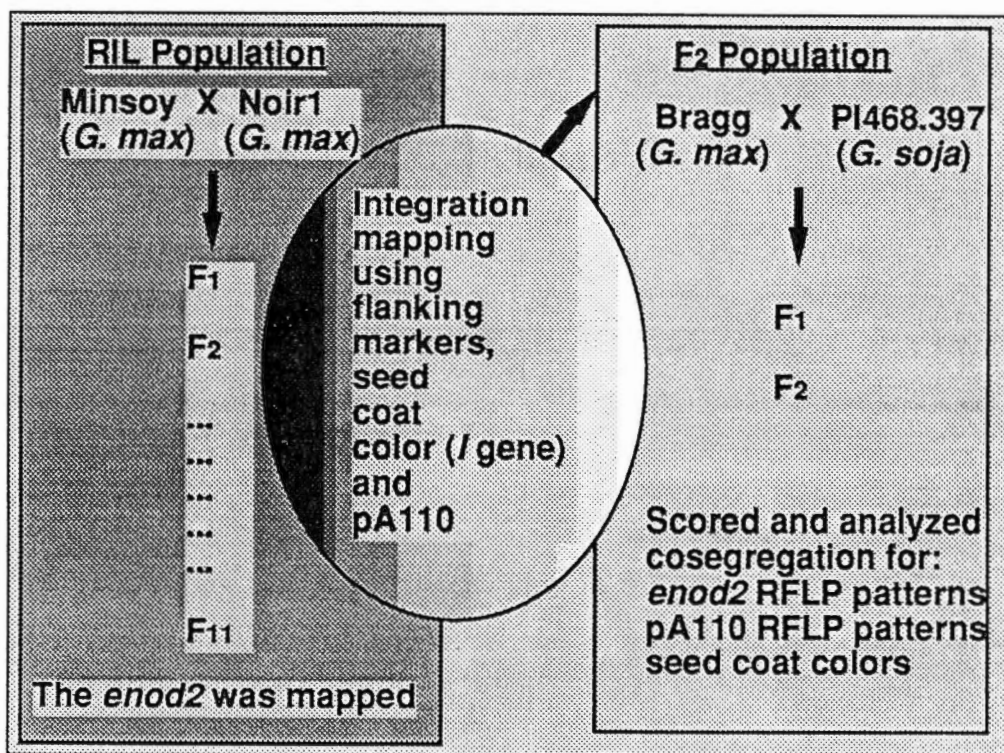 RIL Population
Minsoy X Noir1
(G. max) (G. max)
F1
F2
...
...
...
...
...
F11
The enod2 was mapped
Integration
mapping
using
flanking
markers,
seed
coat
color (I gene)
and
pA110
F2 Population
Bragg X PI468.397
(G. max) (G. soja)
F1
F2
Scored and analyzed
cosegregation for:
enod2 RFLP patterns
pA110 RFLP patterns
seed coat colors